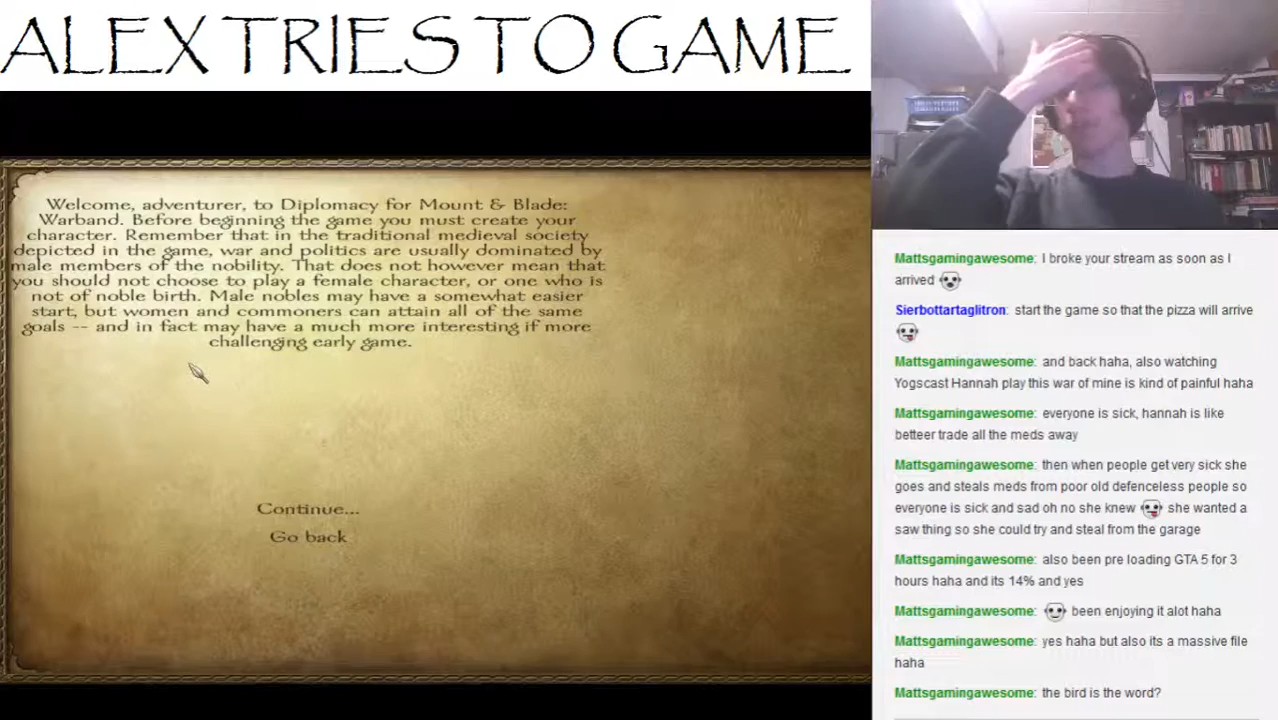 ALEX TRIES TO GAME
Welcome, adventurer, to Diplomacy for Mount & Blade:
Warband. Before beginning the game you must create your
character. Remember that in the traditional medieval society
depicted in the game, war and politics are usually dominated by
male members of the nobility. That does not however mean that
you should not choose to play a female character, or one who is
not of noble birth. Male nobles may have a somewhat easier
start, but women and commoners can attain all of the same
goals -- and in fact may have a much more interesting if more
challenging early game.
Continue...
Go back
Mattsgamingawesome: I broke your stream as soon as I
arrived
Sierbottartaglitron: start the game so that the pizza will arrive
Mattsgamingawesome: and back haha, also watching
Yogscast Hannah play this war of mine is kind of painful haha
Mattsgamingawesome: everyone is sick, hannah is like
betteer trade all the meds away
Mattsgamingawesome: then when people get very sick she
goes and steals meds from poor old defenceless people so
everyone is sick and sad oh no she knew she wanted a
saw thing so she could try and steal from the garage
Mattsgamingawesome: also been pre loading GTA 5 for 3
hours haha and its 14% and yes
Mattsgamingawesome: been enjoying it alot haha
Mattsgamingawesome: yes haha but also its a massive file
haha
Mattsgamingawesome: the bird is the word?